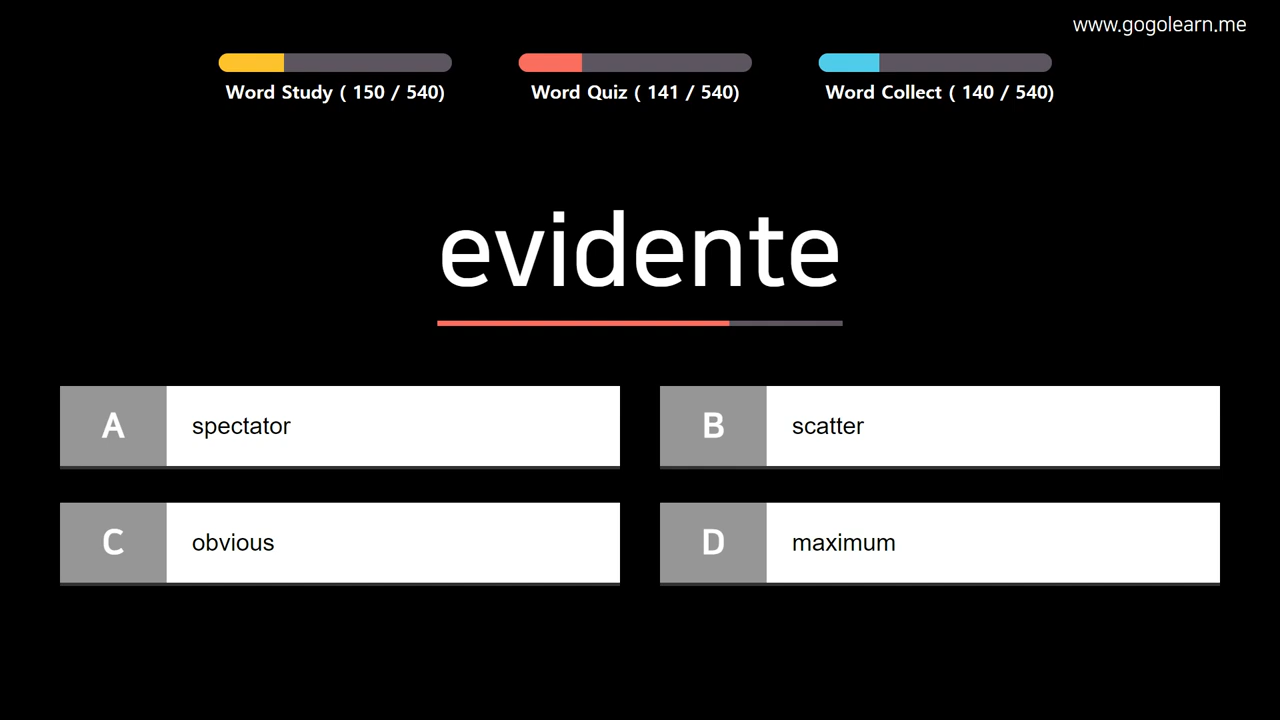 www.gogolearn.me
Word Study ( 150 / 540)
Word Quiz ( 141 / 540)
Word Collect ( 140 / 540)
evidente
A spectator
B scatter
C obvious
D maximum